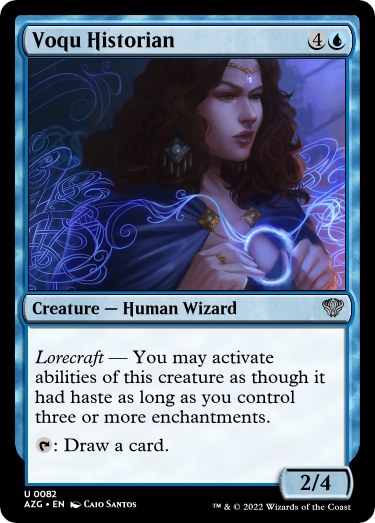 Voqu Historian 4
Creature — Human Wizard
Lorecraft — You may activate
abilities of this creature as though it
had haste as long as you control
three or more enchantments.
: Draw a card.
2/4
U 0082
AZG • EN Caio Santos
™ & © 2022 Wizards of the Coast